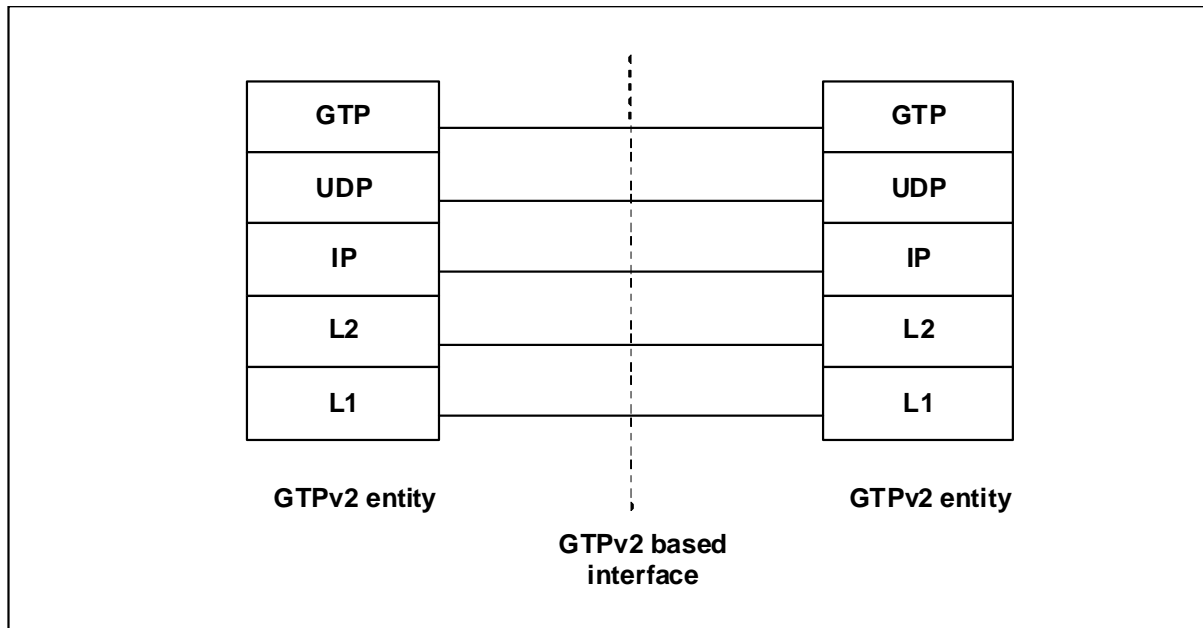 GTP
GTP
UDP
UDP
IP
IP
L2
L2
L1
L1
GTPv2 entity
GTPv2 entity
GTPv2 based
interface